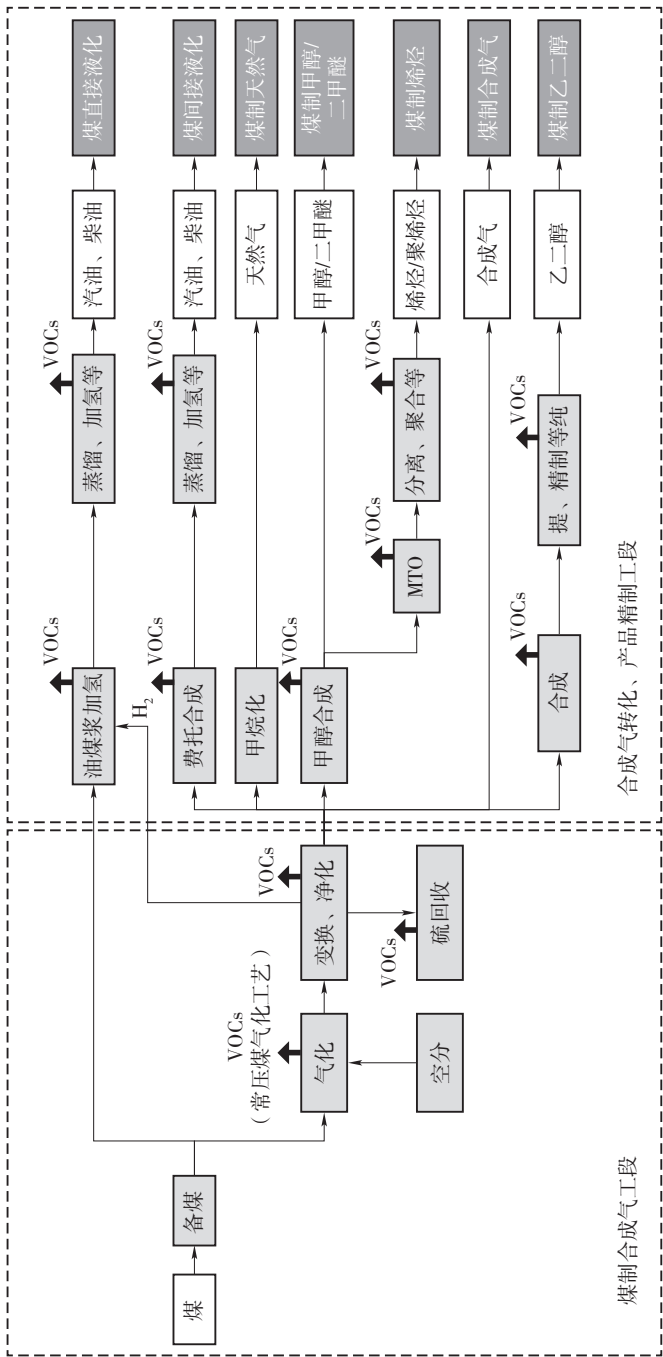 煤
备煤
气化
VOCs
（常压煤气化工艺）
空分
变换、净化
VOCs
硫回收
VOCs
煤制合成气工段
H2
油煤浆加氢
VOCs
蒸馏、加氢等
VOCs
汽油、柴油
煤直接液化
费托合成
VOCs
蒸馏、加氢等
VOCs
汽油、柴油
煤间接液化
甲烷化
天然气
煤制天然气
甲醇合成
VOCs
甲醇/二甲醚
煤制甲醇/
二甲醚
MTO
VOCs
分离、聚合等
VOCs
烯烃/聚烯烃
煤制烯烃
合成气
煤制合成气
合成
VOCs
提、精制等纯
VOCs
乙二醇
煤制乙二醇
合成气转化、产品精制工段